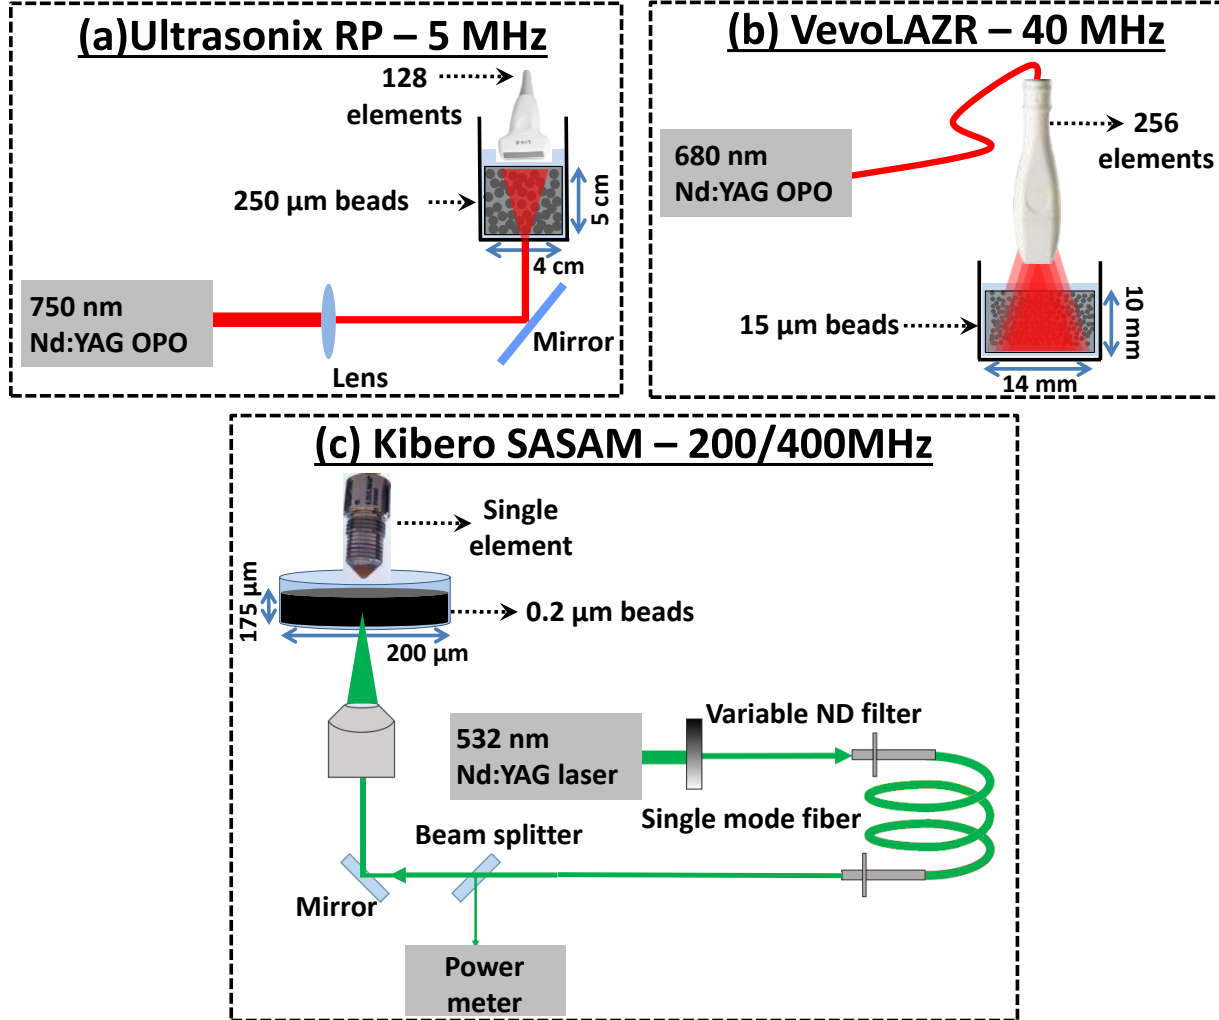 (a)Ultrasonix RP – 5 MHz
128
elements
250 µm beads
5 cm
4 cm
750 nm
Nd:YAG OPO
Lens
Mirror
(b) VevoLAZR – 40 MHz
680 nm
Nd:YAG OPO
256
elements
15 µm beads
10 mm
14 mm
(c) Kibero SASAM – 200/400MHz
Single
element
175 µm
0.2 µm beads
200 µm
Variable ND filter
532 nm
Nd:YAG laser
Single mode fiber
Beam splitter
Mirror
Power
meter